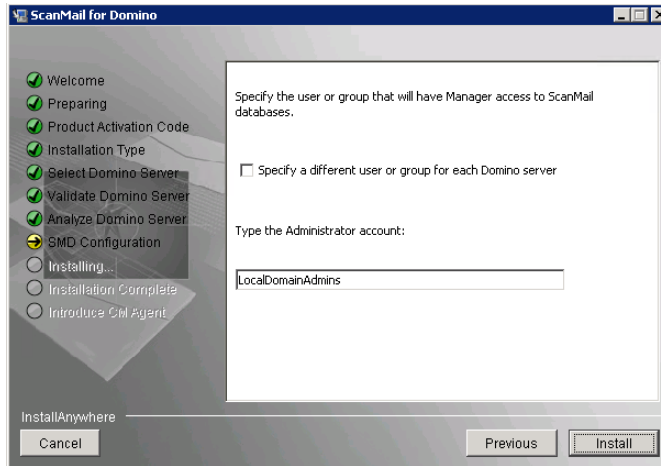 ScanMail for Domino
Welcome
Preparing
Product Activation Code
Installation Type
Select Domino Server
Validate Domino Server
Analyze Domino Server
SMD Configuration
Installing...
Installation Complete
Introduce CM Agent
Specify the user or group that will have Manager access to ScanMail
databases.
Specify a different user or group for each Domino server
Type the Administrator account:
LocalDomainAdmins
InstallAnywhere
Cancel
Previous
Install